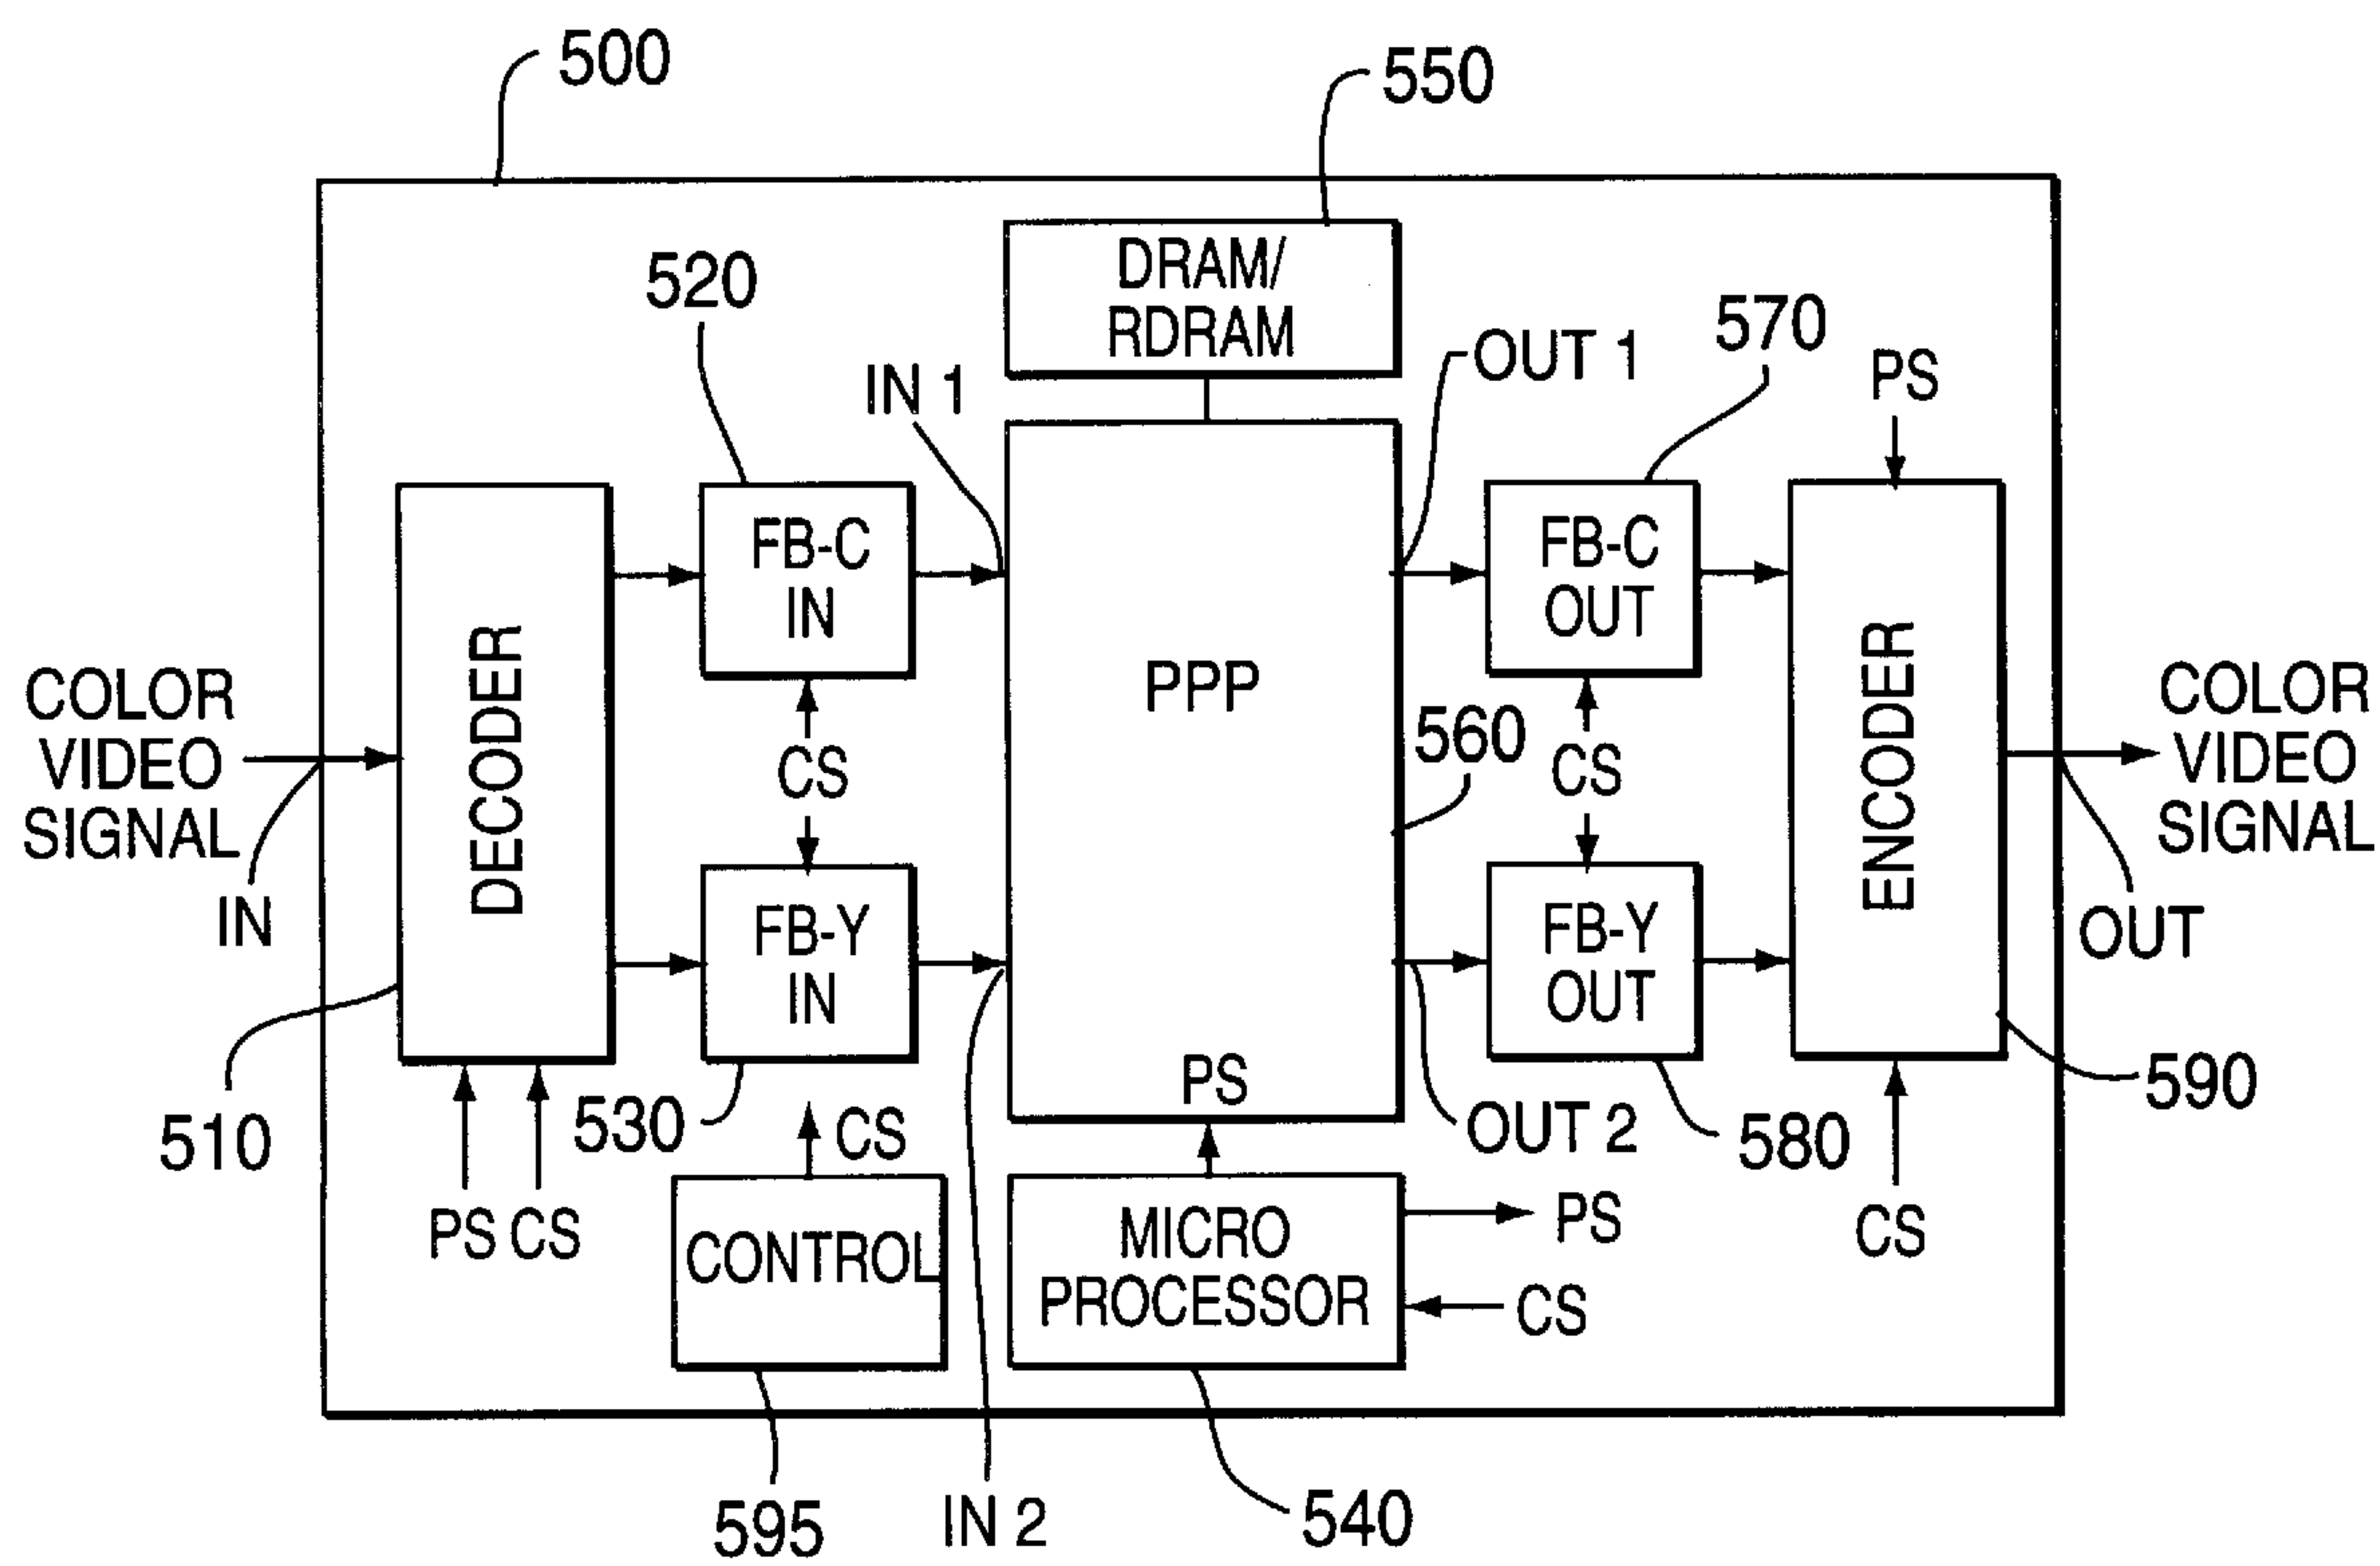 500
550
DRAM/
RDRAM
520
570
IN 1
OUT 1
PS
FB-C
IN
FB-C
OUT
DECODER
PPP
ENCODER
COLOR
VIDEO
SIGNAL
CS
560
CS
COLOR
VIDEO
SIGNAL
IN
FB-Y
IN
FB-Y
OUT
OUT
510
530
CS
PS
OUT 2
580
590
PS CS
CONTROL
MICRO
PROCESSOR
PS
CS
CS
595
IN 2
540